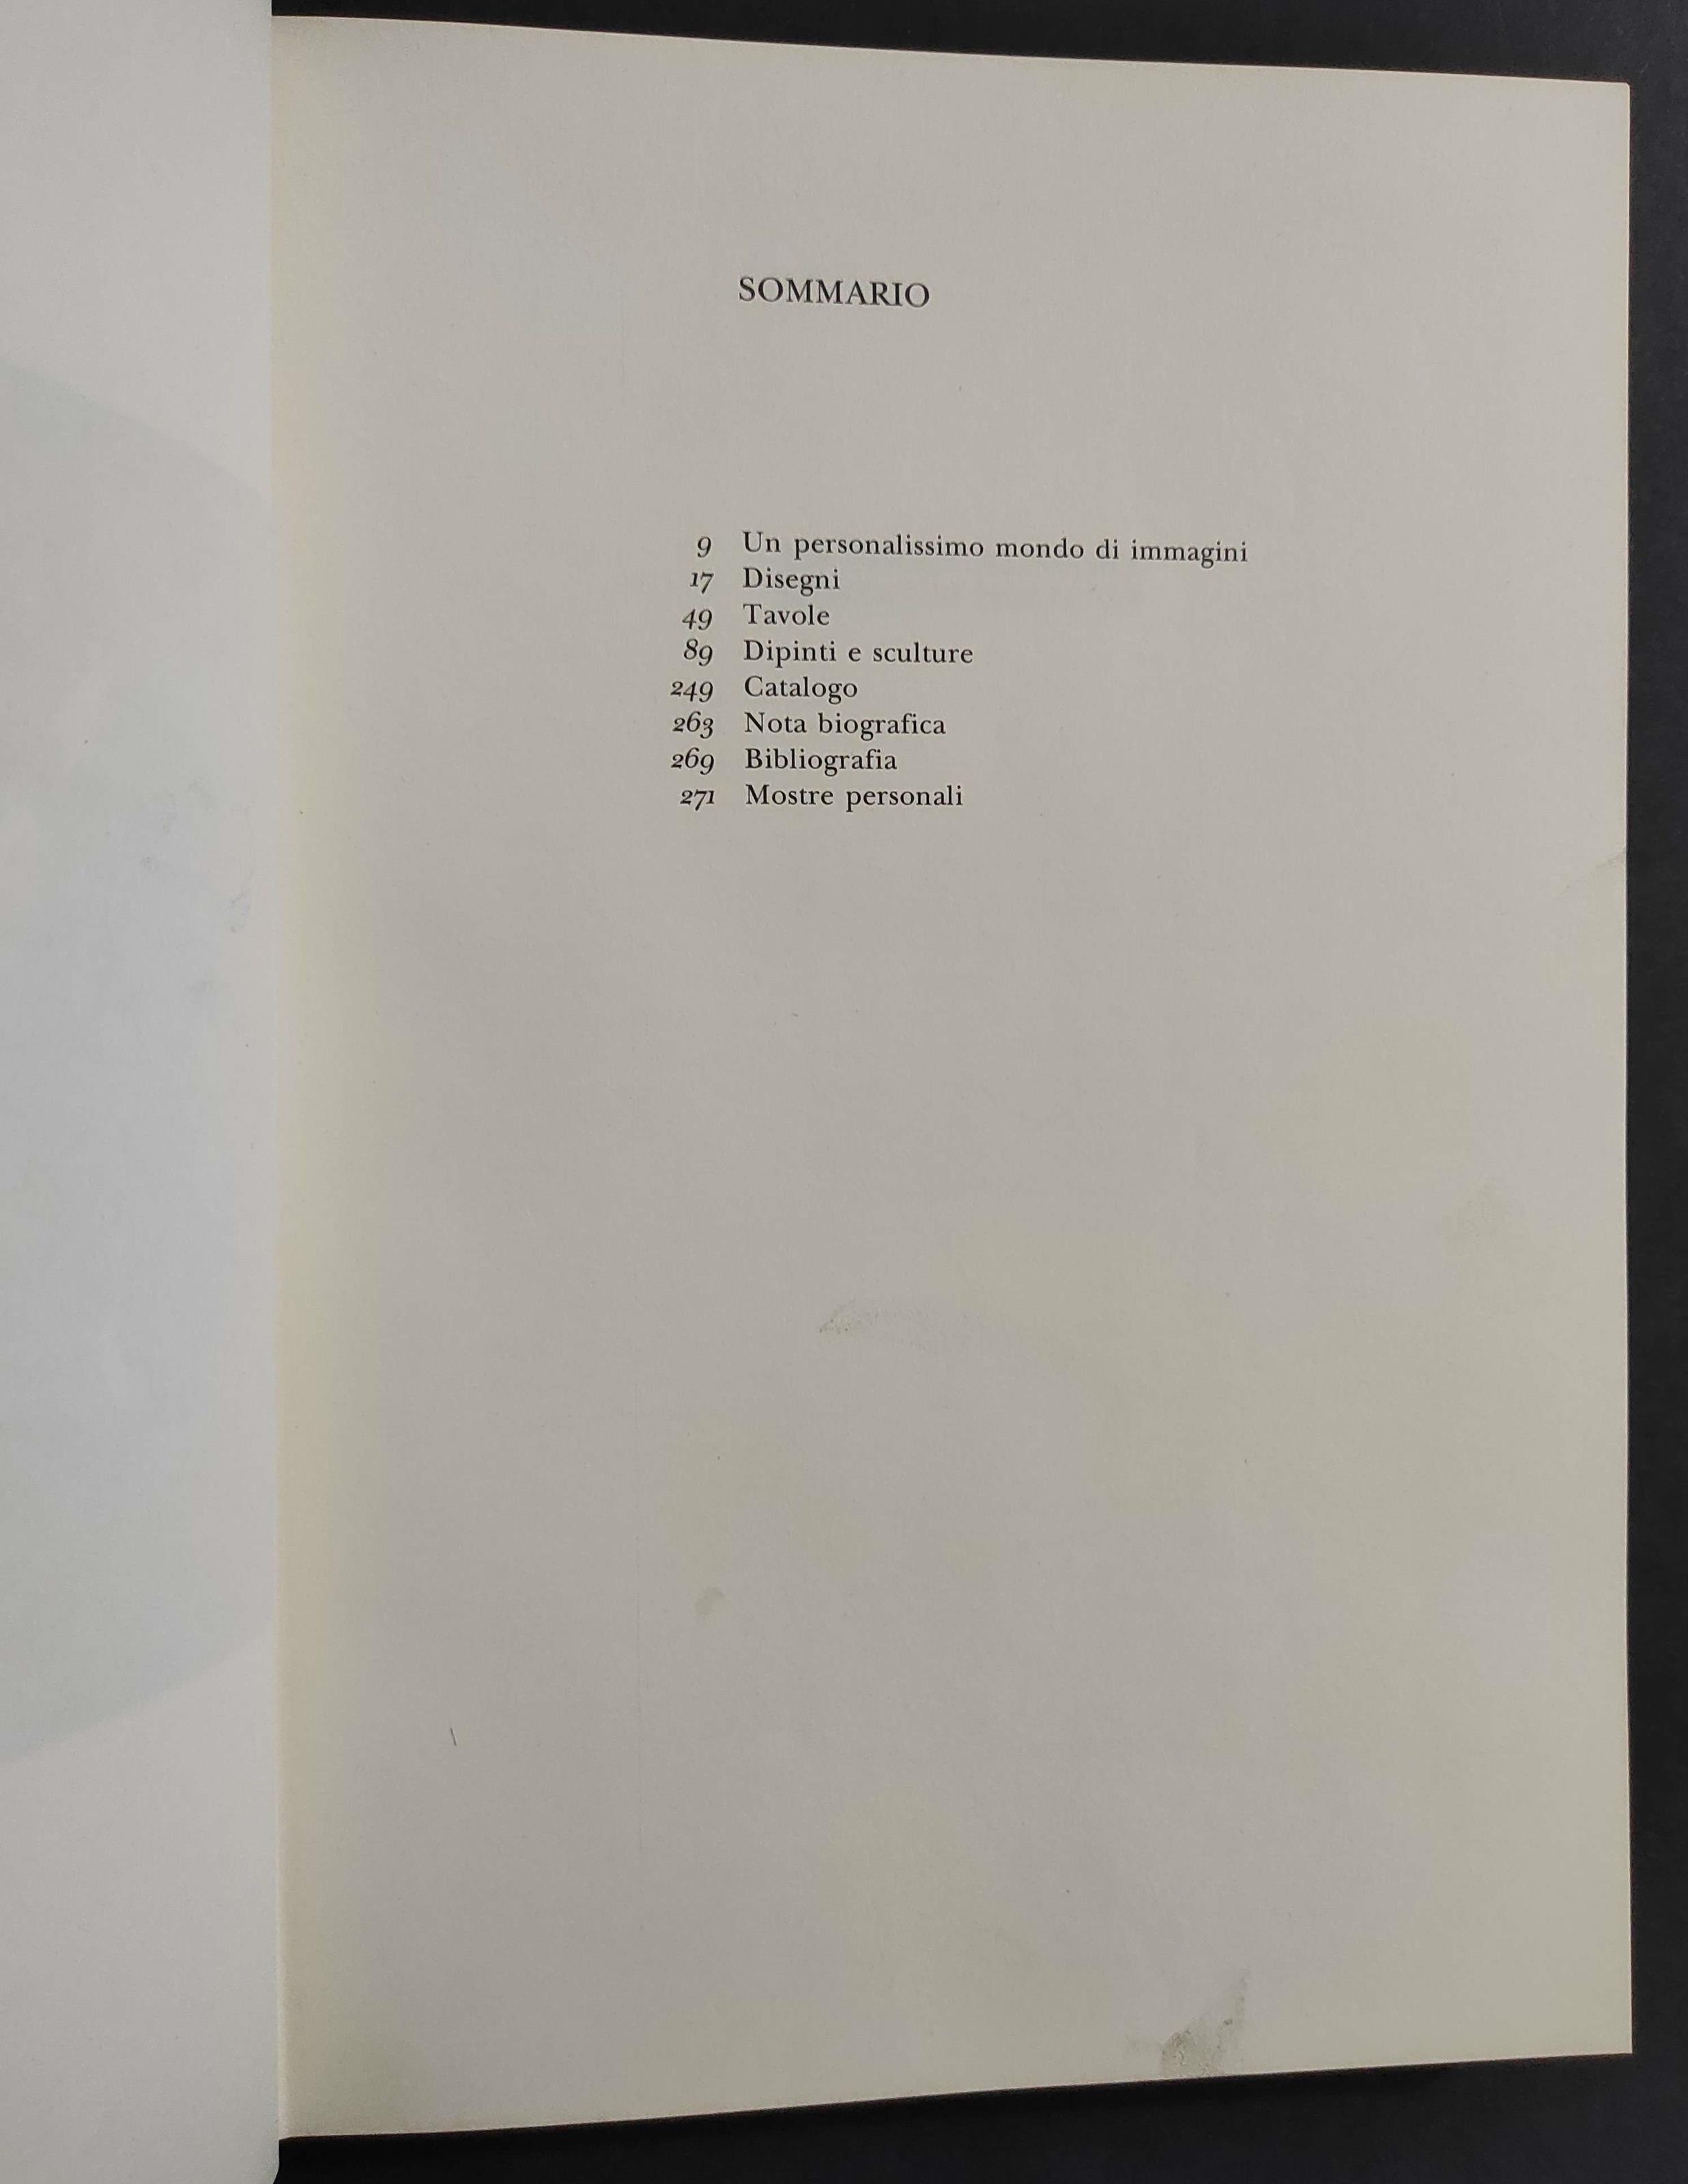 SOMMARIO
9 Un personalissimo mondo di immagini
17 Disegni
49 Tavole
89 Dipinti e sculture
249 Catalogo
263 Nota biografica
269 Bibliografia
271 Mostre personali